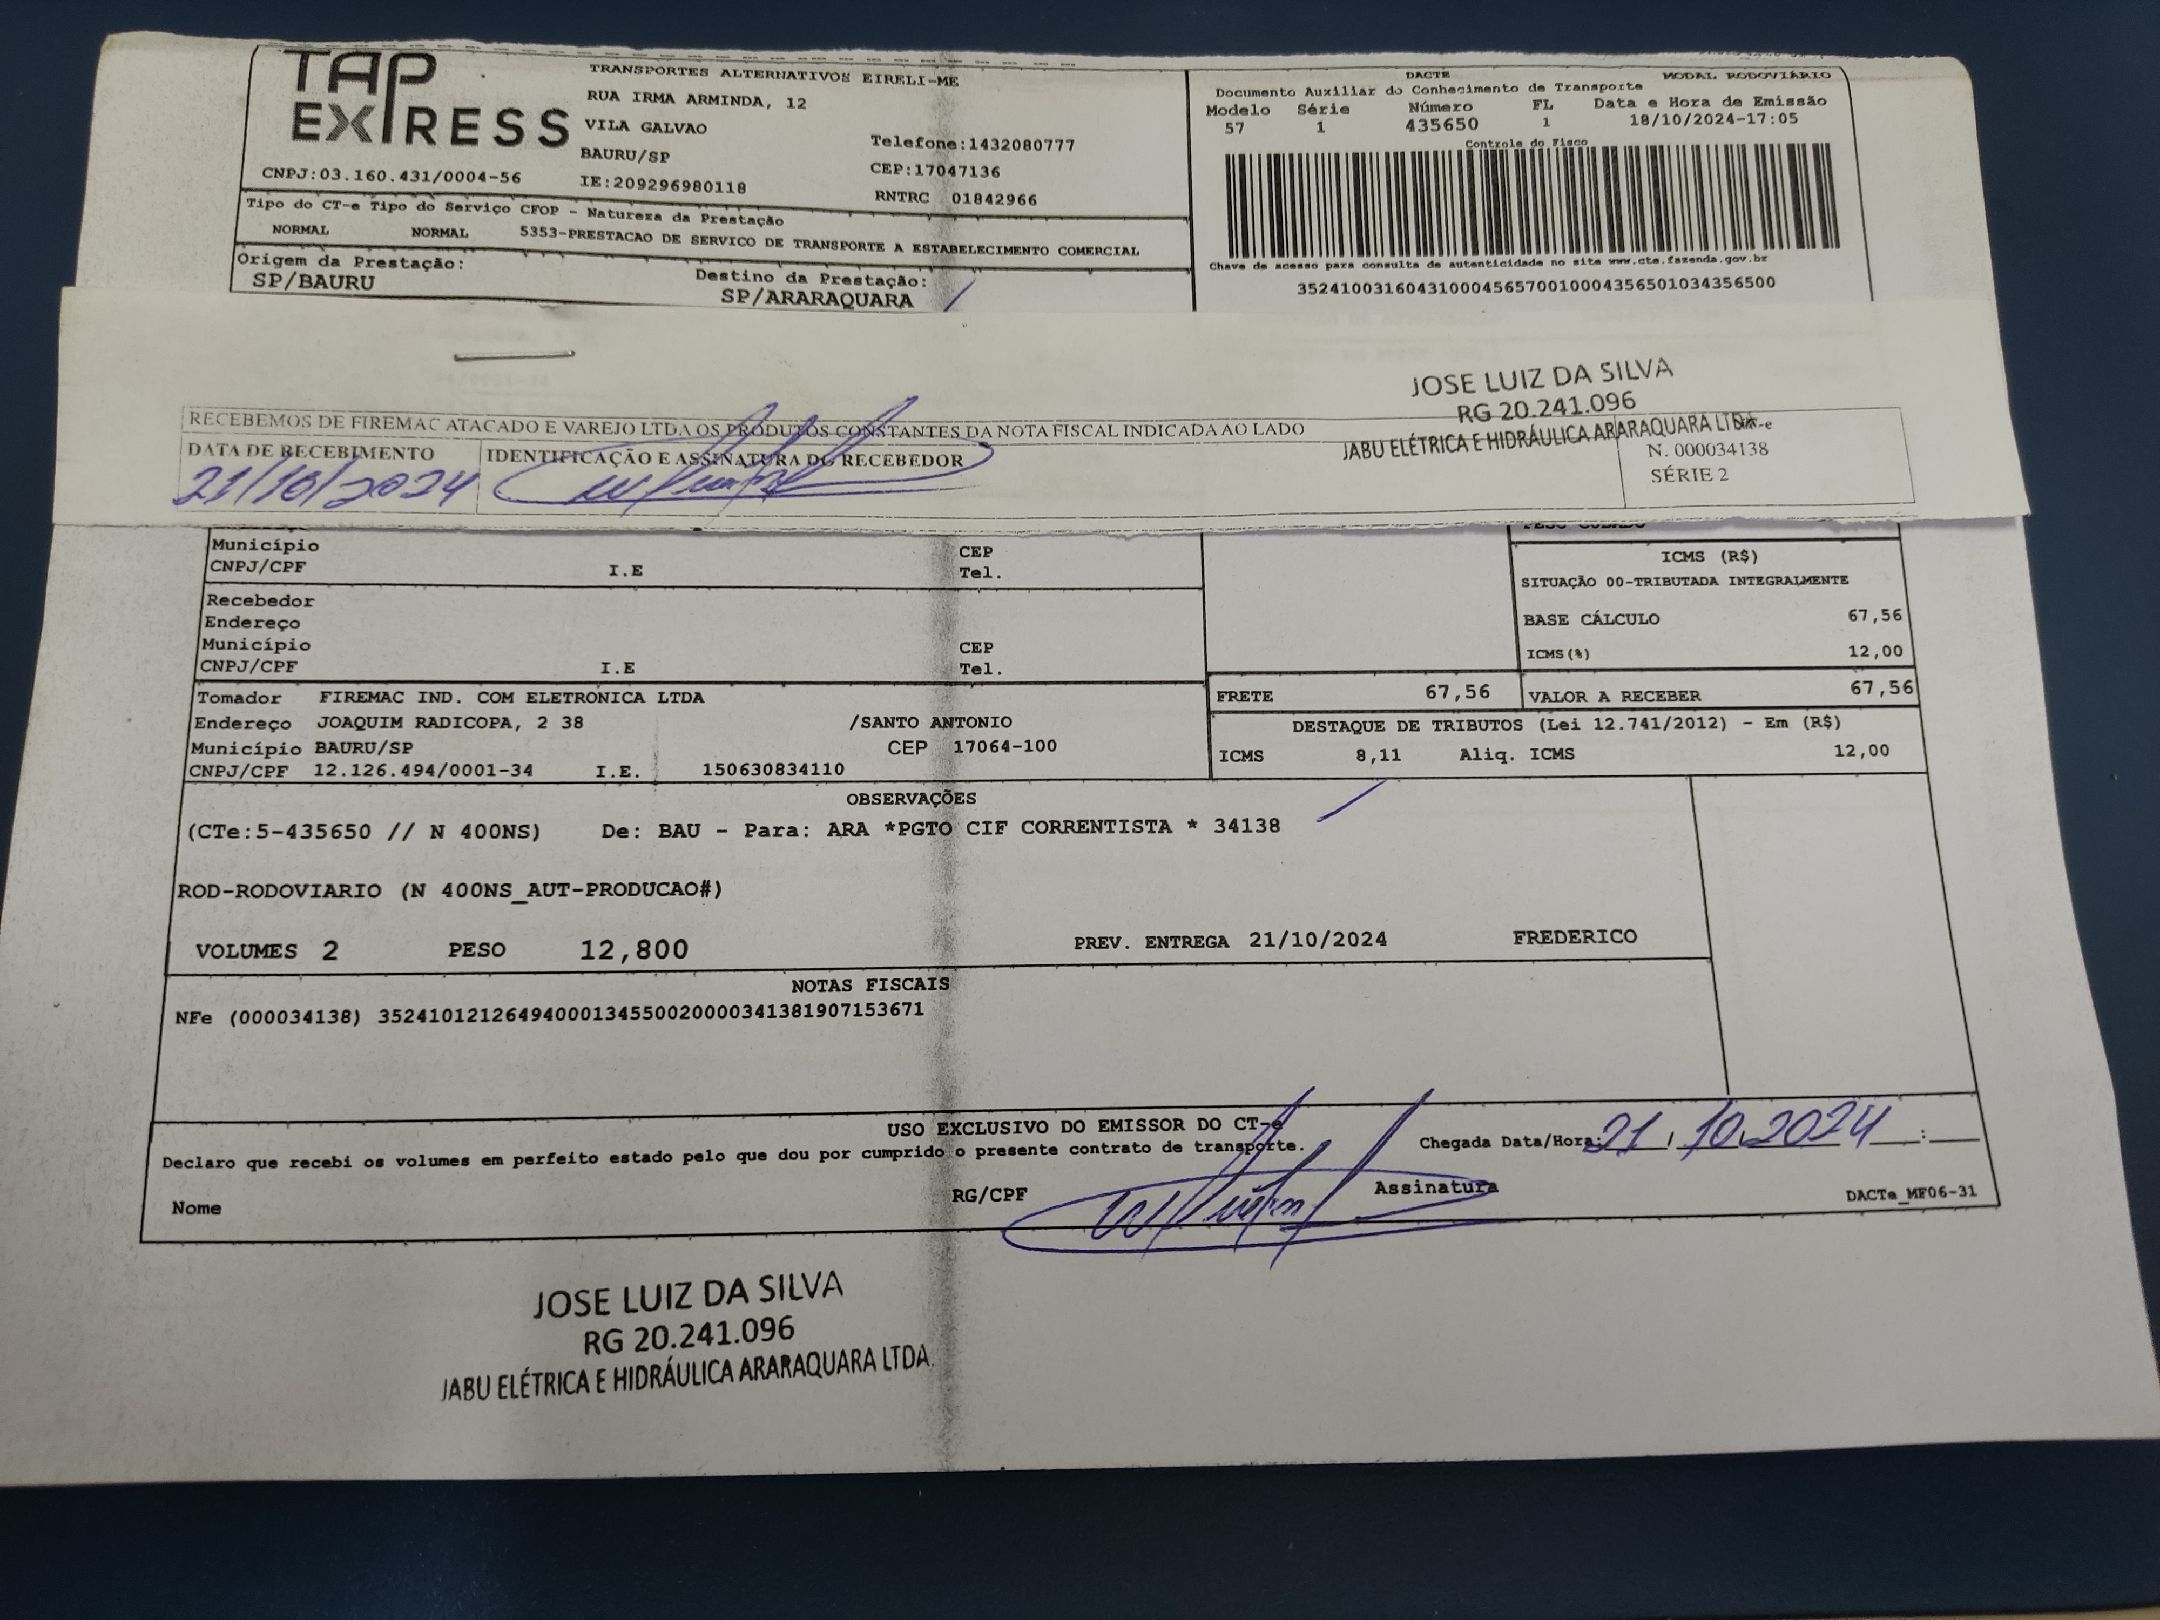 TAP EXPRESS
TRANSPORTES ALTERNATIVOS EIRELI-ME
RUA IRMA ARMINDA, 12
VILA GALVAO
BAURU/SP
Telefone:1432080777
CEP:17047136
CNPJ:03.160.431/0004-56 IE:209296980118 RNTRC 01842966
DACTE MODAL RODOVIÁRIO
Documento Auxiliar do Conhecimento de Transporte
Modelo Série Número FL Data e Hora de Emissão
57 1 435650 1 18/10/2024-17:05
Controle do Fisco
Chave de acesso para consulta de autenticidade no site www.cte.fazenda.gov.br
35241003160431000456570010004356501034356500
Tipo do CT-e Tipo do Serviço CFOP - Natureza da Prestação
NORMAL NORMAL 5353-PRESTACAO DE SERVICO DE TRANSPORTE A ESTABELECIMENTO COMERCIAL
Origem da Prestação: Destino da Prestação:
SP/BAURU SP/ARARAQUARA
JOSE LUIZ DA SILVA
RG 20.241.096
JABU ELÉTRICA E HIDRÁULICA ARARAQUARA LTDA
RECEBEMOS DE FIREMAC ATACADO E VAREJO LTDA OS PRODUTOS CONSTANTES DA NOTA FISCAL INDICADA AO LADO
DATA DE RECEBIMENTO IDENTIFICAÇÃO E ASSINATURA DO RECEBEDOR
21/10/2024
N. 000034138
SÉRIE 2
PESO CUBADO
Município CEP
CNPJ/CPF I.E Tel.
Recebedor
Endereço
Município CEP
CNPJ/CPF I.E Tel.
ICMS (R$)
SITUAÇÃO 00-TRIBUTADA INTEGRALMENTE
BASE CÁLCULO 67,56
ICMS(%) 12,00
Tomador FIREMAC IND. COM ELETRONICA LTDA
Endereço JOAQUIM RADICOPA, 2 38 /SANTO ANTONIO
Município BAURU/SP CEP 17064-100
CNPJ/CPF 12.126.494/0001-34 I.E. 150630834110
FRETE 67,56 VALOR A RECEBER 67,56
DESTAQUE DE TRIBUTOS (Lei 12.741/2012) - Em (R$)
ICMS 8,11 Aliq. ICMS 12,00
OBSERVAÇÕES
(CTe:5-435650 // N 400NS) De: BAU - Para: ARA *PGTO CIF CORRENTISTA * 34138
ROD-RODOVIARIO (N 400NS_AUT-PRODUCAO#)
VOLUMES 2 PESO 12,800 PREV. ENTREGA 21/10/2024 FREDERICO
NOTAS FISCAIS
NFe (000034138) 35241012126494000134550020000341381907153671
USO EXCLUSIVO DO EMISSOR DO CT-e
Declaro que recebi os volumes em perfeito estado pelo que dou por cumprido o presente contrato de transporte.
Chegada Data/Hora: 21 / 10.2024 :
Nome RG/CPF Assinatura DACTe_MF06-31
JOSE LUIZ DA SILVA
RG 20.241.096
JABU ELÉTRICA E HIDRÁULICA ARARAQUARA LTDA.